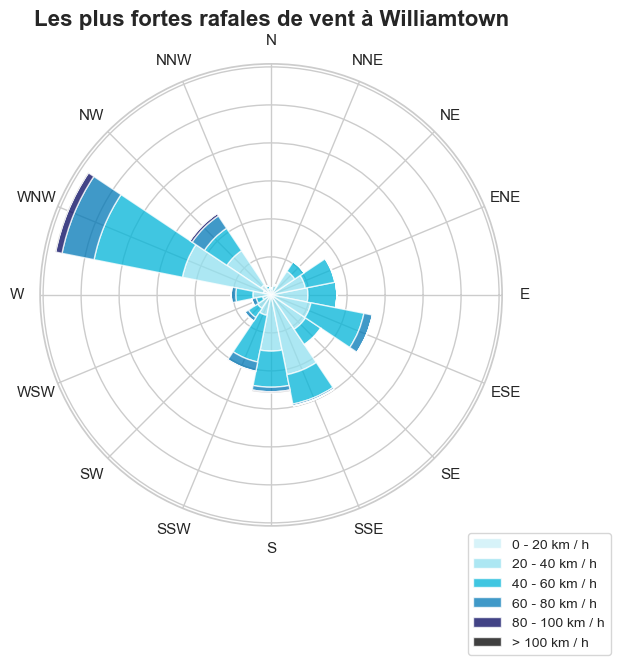 Les plus fortes rafales de vent à Williamtown
N
NNW
NNE
NW
NE
WNW
ENE
W
E
WSW
ESE
SW
SE
SSW
SSE
S
0 - 20 km / h
20 - 40 km / h
40 - 60 km / h
60 - 80 km / h
80 - 100 km / h
> 100 km / h